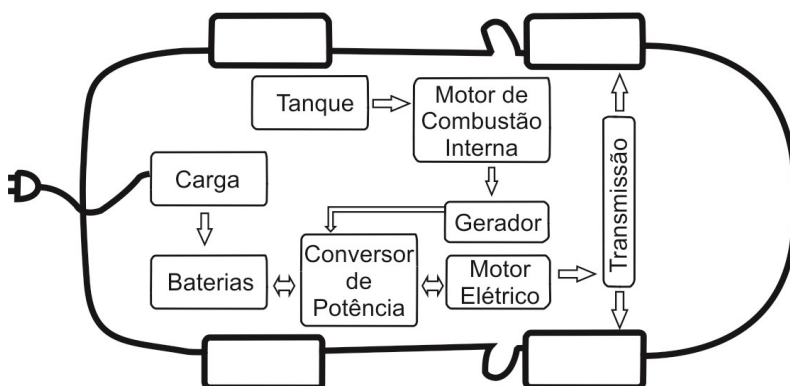 Tanque
Motor de
Combustão
Interna
Transmissão
Carga
Gerador
Baterias
Conversor
de
Potência
Motor
Elétrico